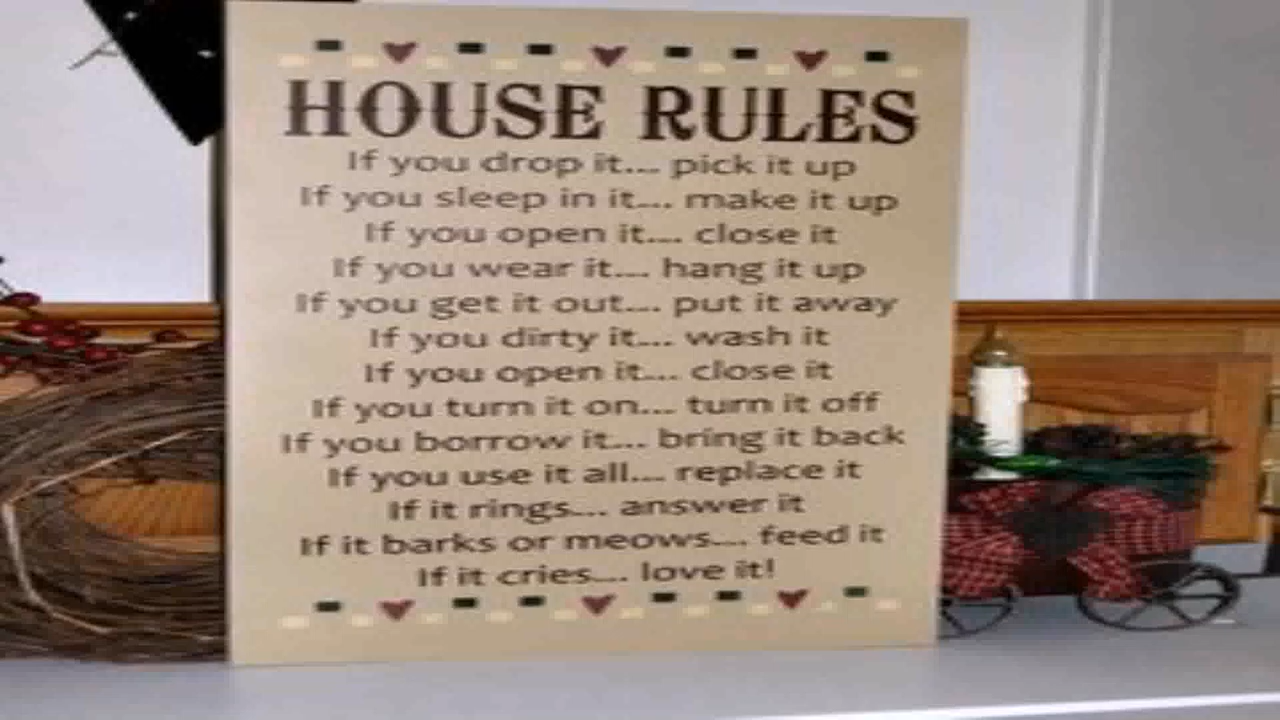 HOUSE RULES
If you drop it... pick it up
If you sleep in it... make it up
If you open it... close it
If you wear it... hang it up
If you get it out... put it away
If you dirty it... wash it
If you open it... close it
If you turn it on... turn it off
If you borrow it... bring it back
If you use it all... replace it
If it rings... answer it
If it barks or meows... feed it
If it cries... love it!